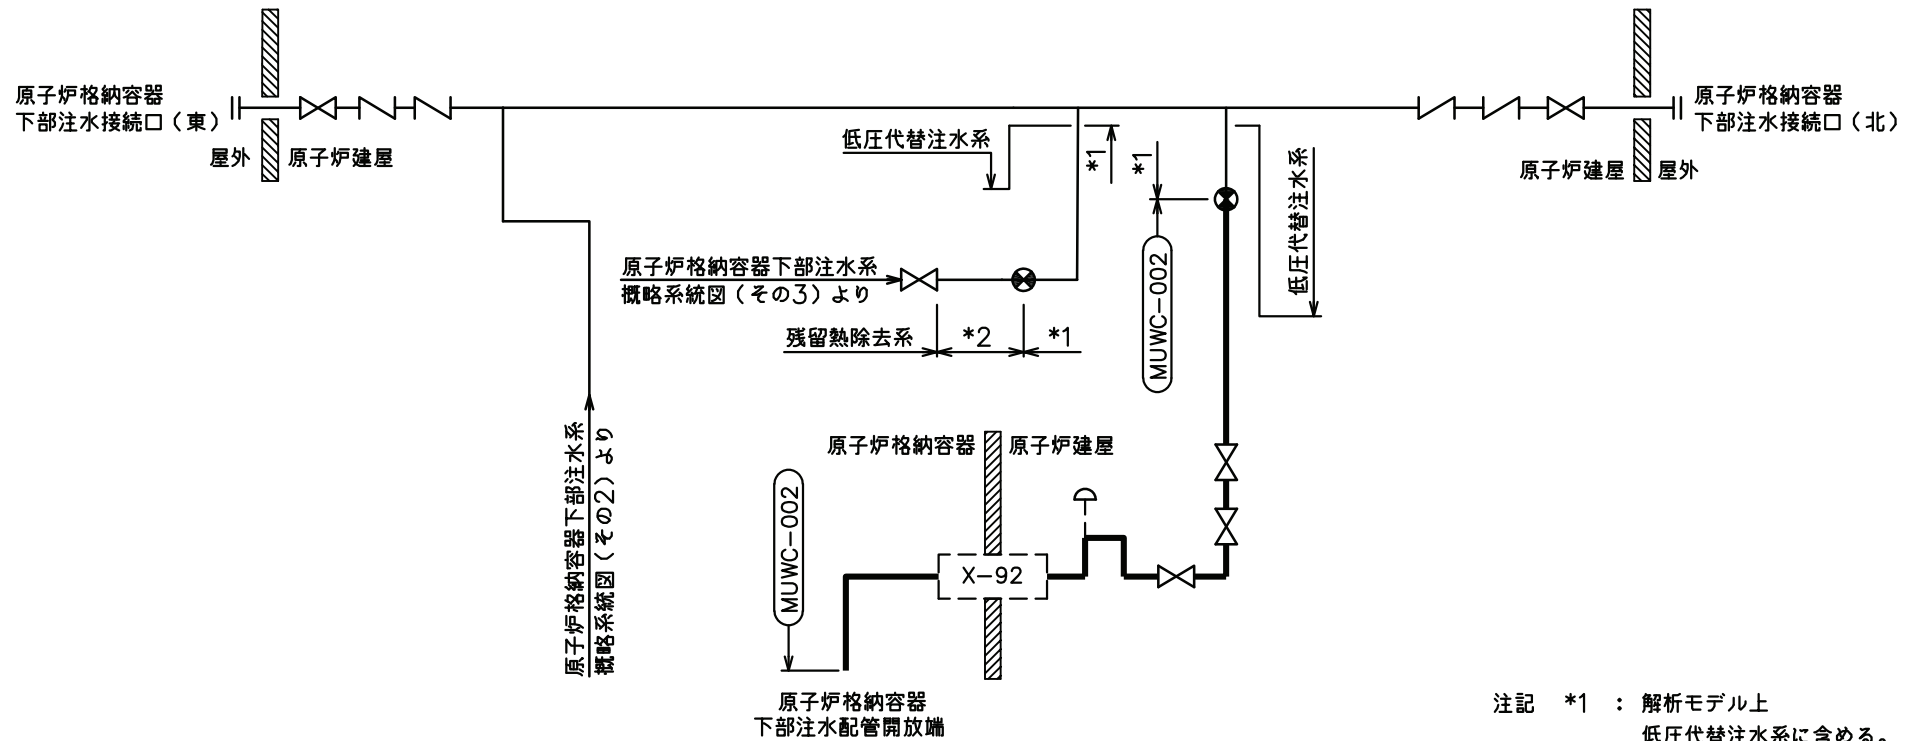 原子炉格納容器
下部注水接続口（東）
屋外
原子炉建屋
低圧代替注水系
*1
*1
MUWC-002
低圧代替注水系
原子炉格納容器
下部注水接続口（北）
原子炉建屋
屋外
原子炉格納容器下部注水系
概略系統図（その3）より
残留熱除去系
*2
*1
原子炉格納容器下部注水系
概略系統図（その2）より
原子炉格納容器
原子炉建屋
MUWC-002
X-92
原子炉格納容器
下部注水配管開放端
注記 *1 : 解析モデル上
低圧代替注水系に含める。